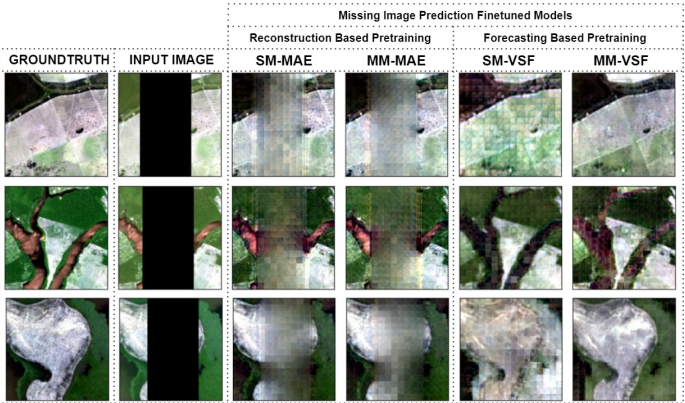 Missing Image Prediction Finetuned Models
Reconstruction Based Pretraining Forecasting Based Pretraining
GROUNDTRUTH INPUT IMAGE SM-MAE MM-MAE SM-VSF MM-VSF